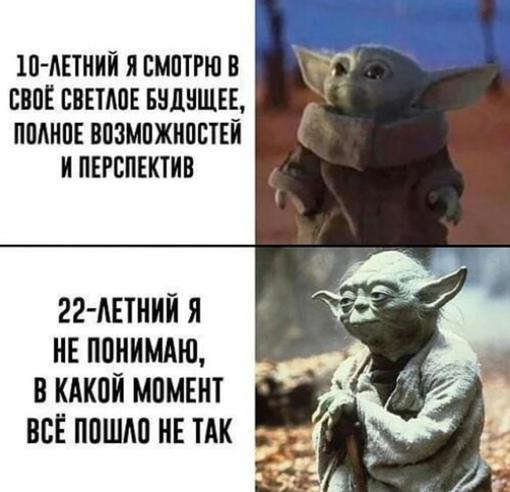 10-ЛЕТНИЙ Я СМОТРЮ В
СВОЁ СВЕТЛОЕ БУДУЩЕЕ,
ПОЛНОЕ ВОЗМОЖНОСТЕЙ
И ПЕРСПЕКТИВ
22-ЛЕТНИЙ Я
НЕ ПОНИМАЮ,
В КАКОЙ МОМЕНТ
ВСЁ ПОШЛО НЕ ТАК